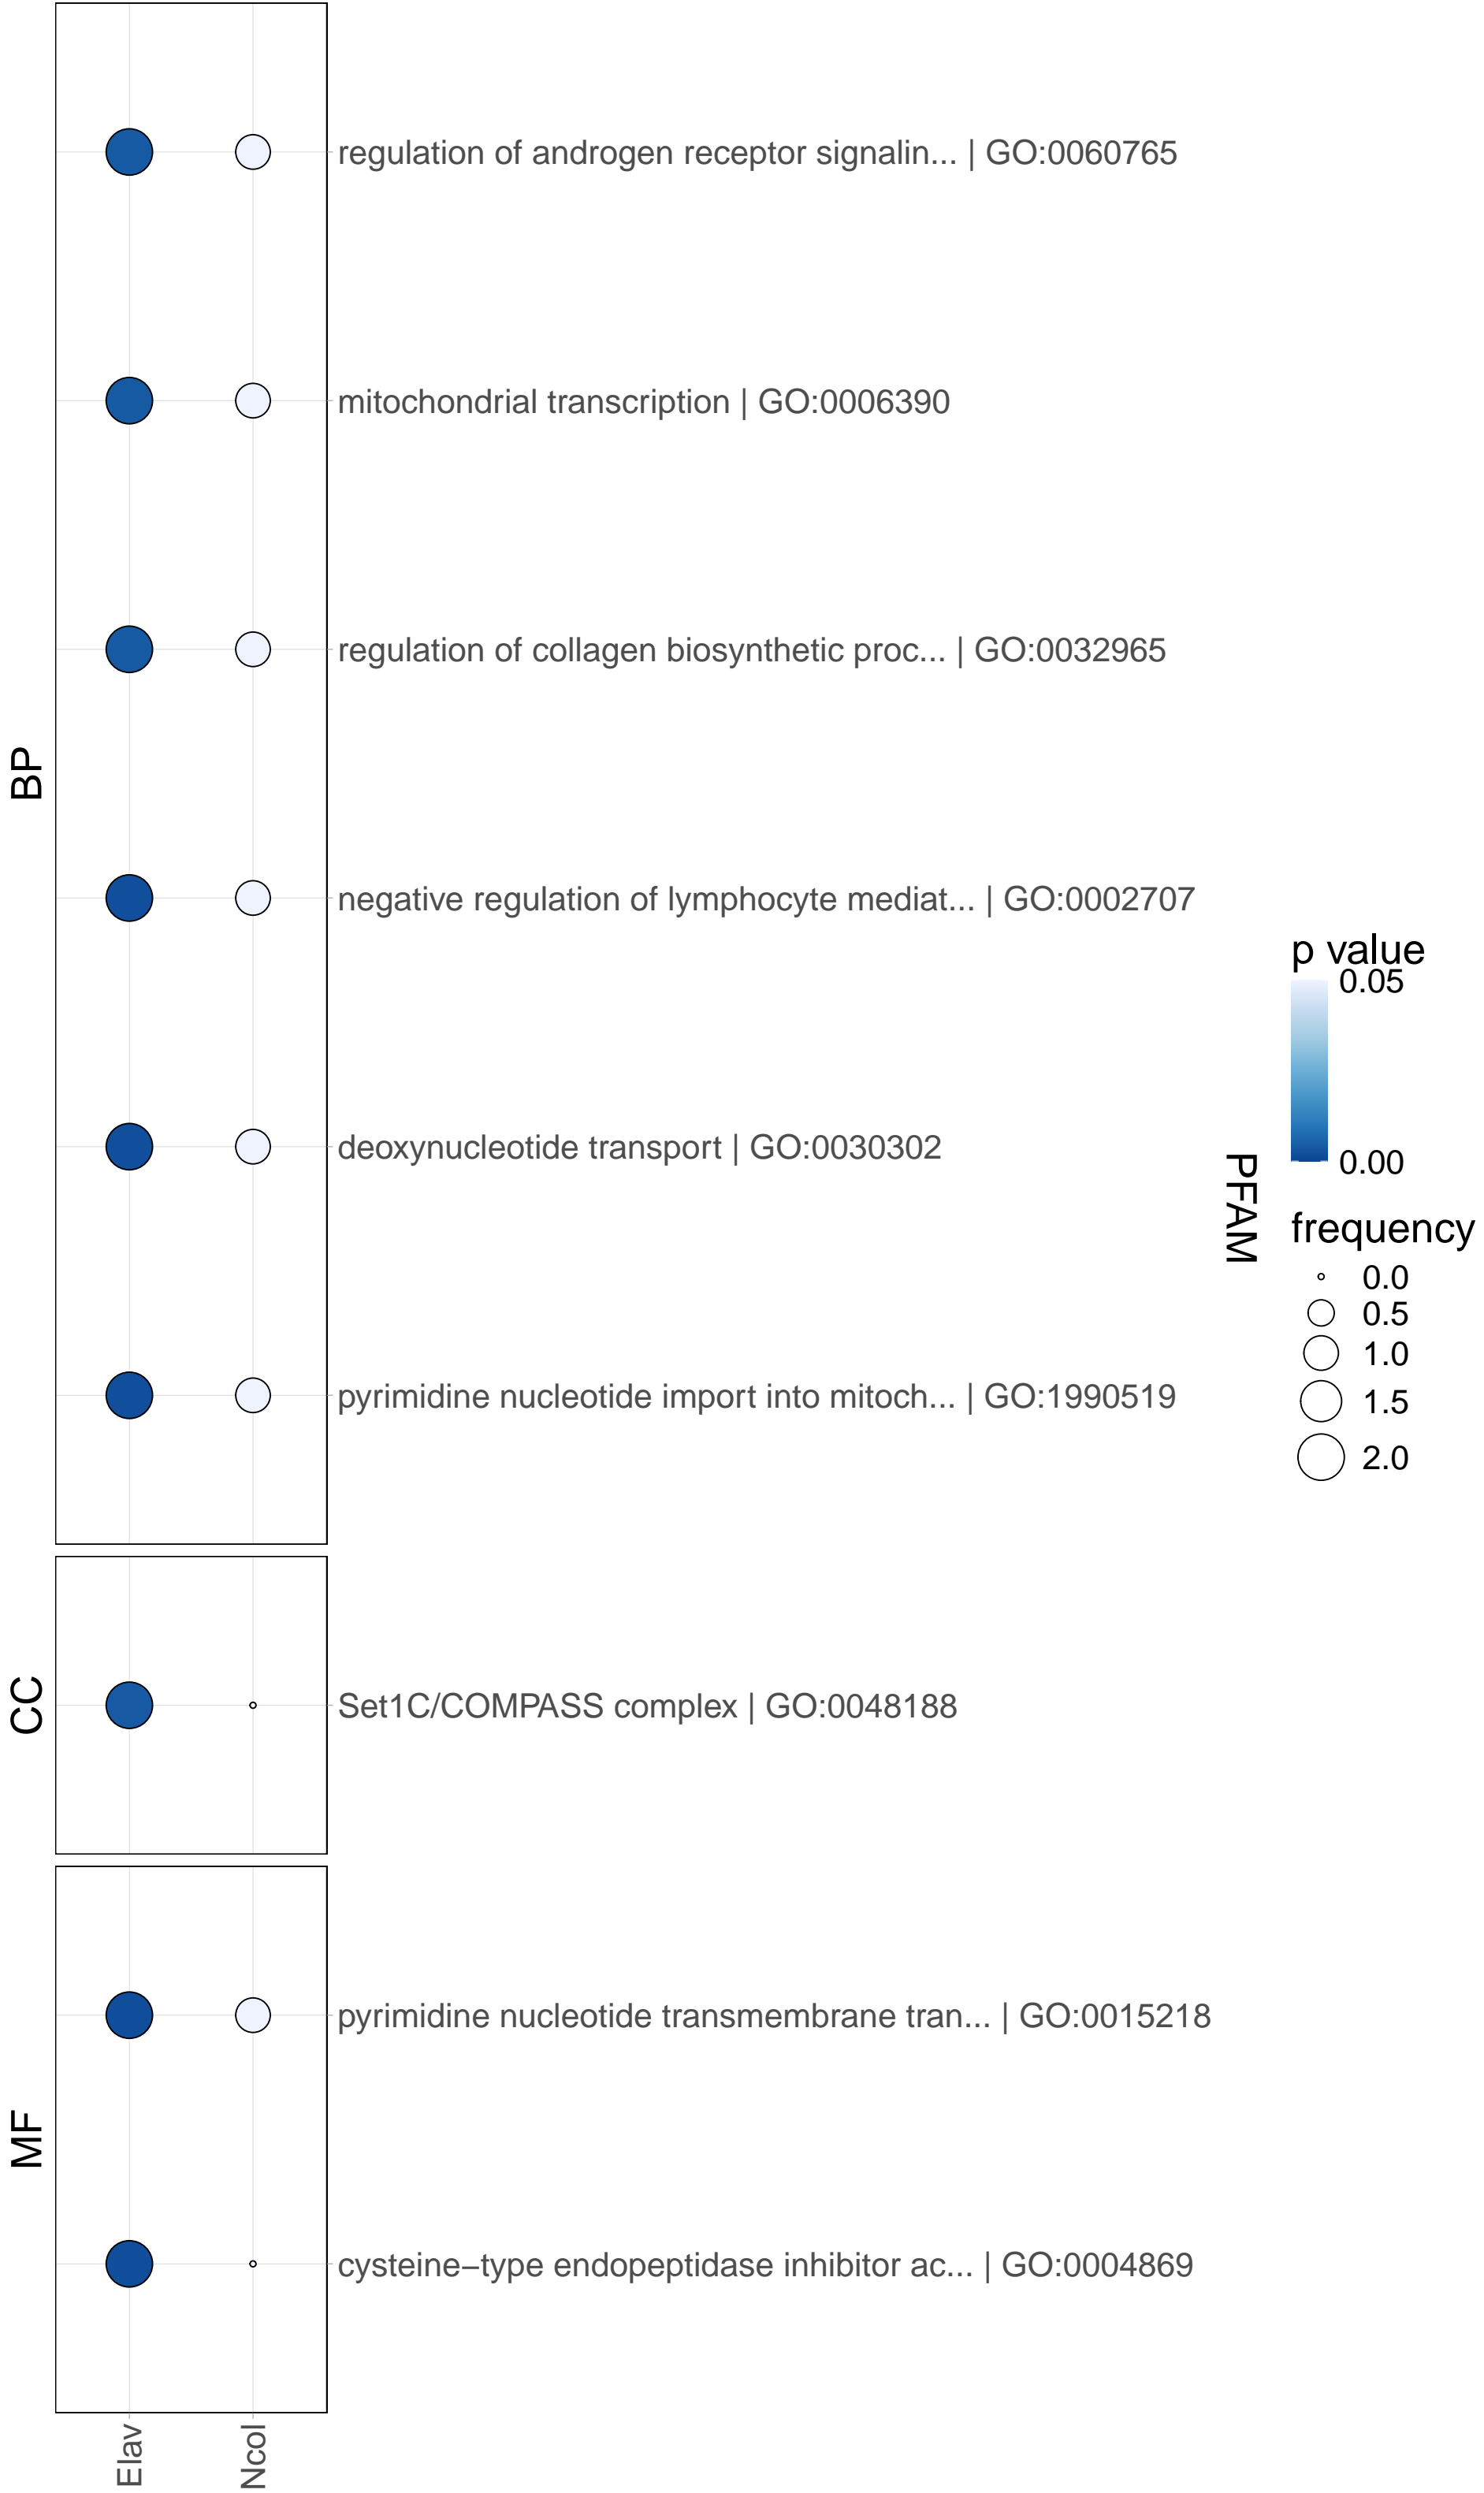 BP
regulation of androgen receptor signalin... | GO:0060765
mitochondrial transcription | GO:0006390
regulation of collagen biosynthetic proc... | GO:0032965
negative regulation of lymphocyte mediat... | GO:0002707
deoxynucleotide transport | GO:0030302
pyrimidine nucleotide import into mitoch... | GO:1990519
CC
Set1C/COMPASS complex | GO:0048188
MF
pyrimidine nucleotide transmembrane tran... | GO:0015218
cysteine−type endopeptidase inhibitor ac... | GO:0004869
Elav
Ncol
PFAM
p value
0.05
0.00
frequency
0.0
0.5
1.0
1.5
2.0